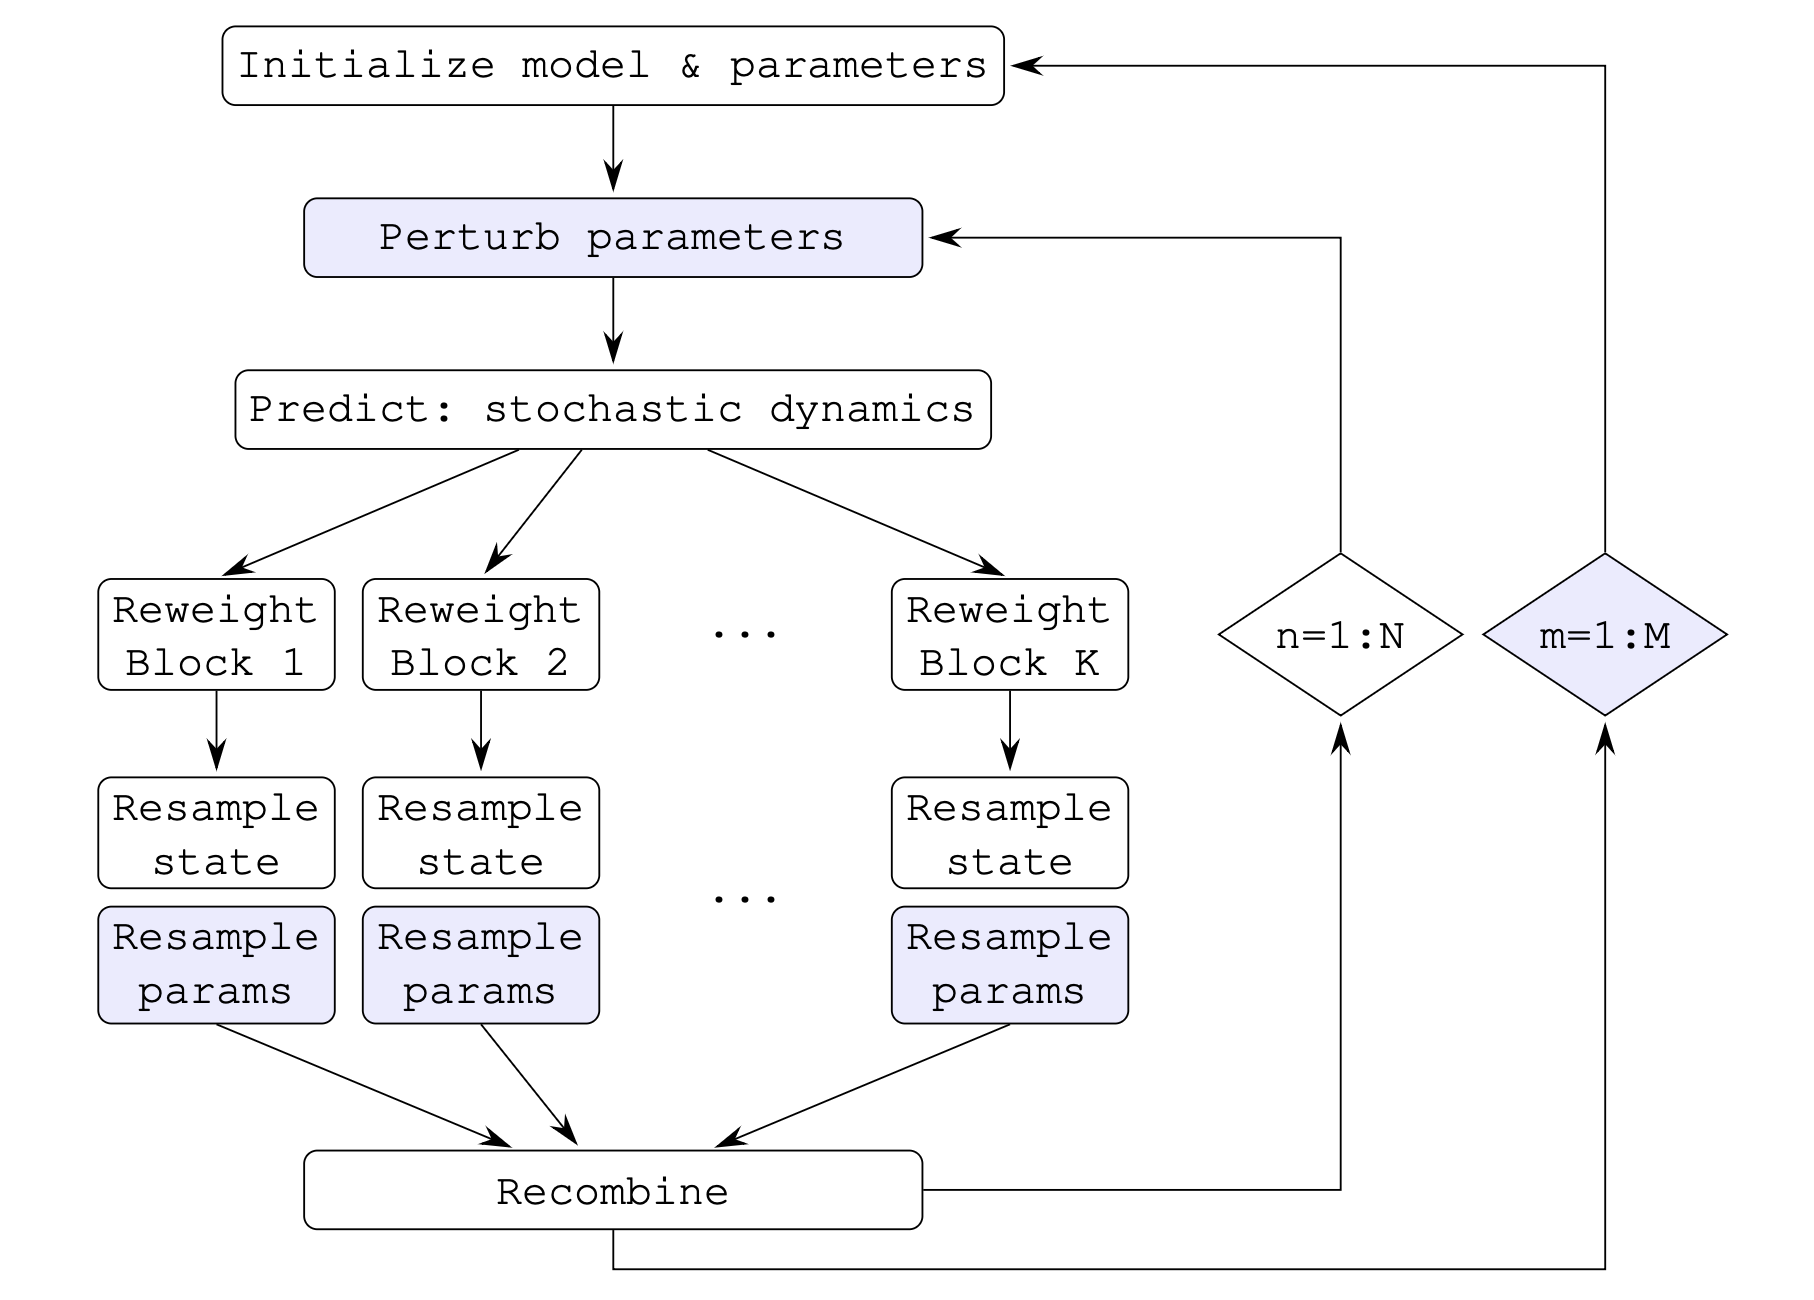 Initialize model & parameters
Perturb parameters
Predict: stochastic dynamics
Reweight
Block 1
Reweight
Block 2
...
Reweight
Block K
n=1:N
m=1:M
Resample
state
Resample
state
Resample
state
...
Resample
params
Resample
params
Resample
params
Recombine